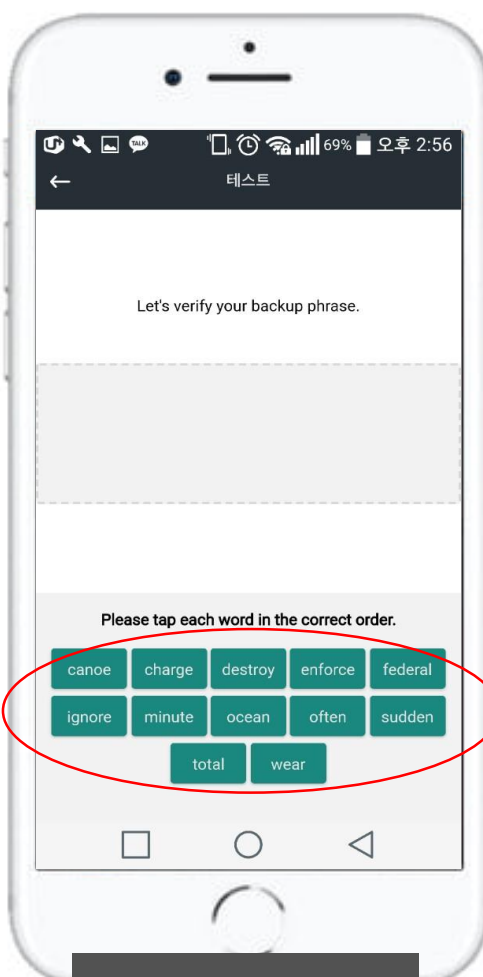 TALK 69% 오후 2:56
테스트
Let's verify your backup phrase.
Please tap each word in the correct order.
canoe charge destroy enforce federal
ignore minute ocean often sudden
total wear